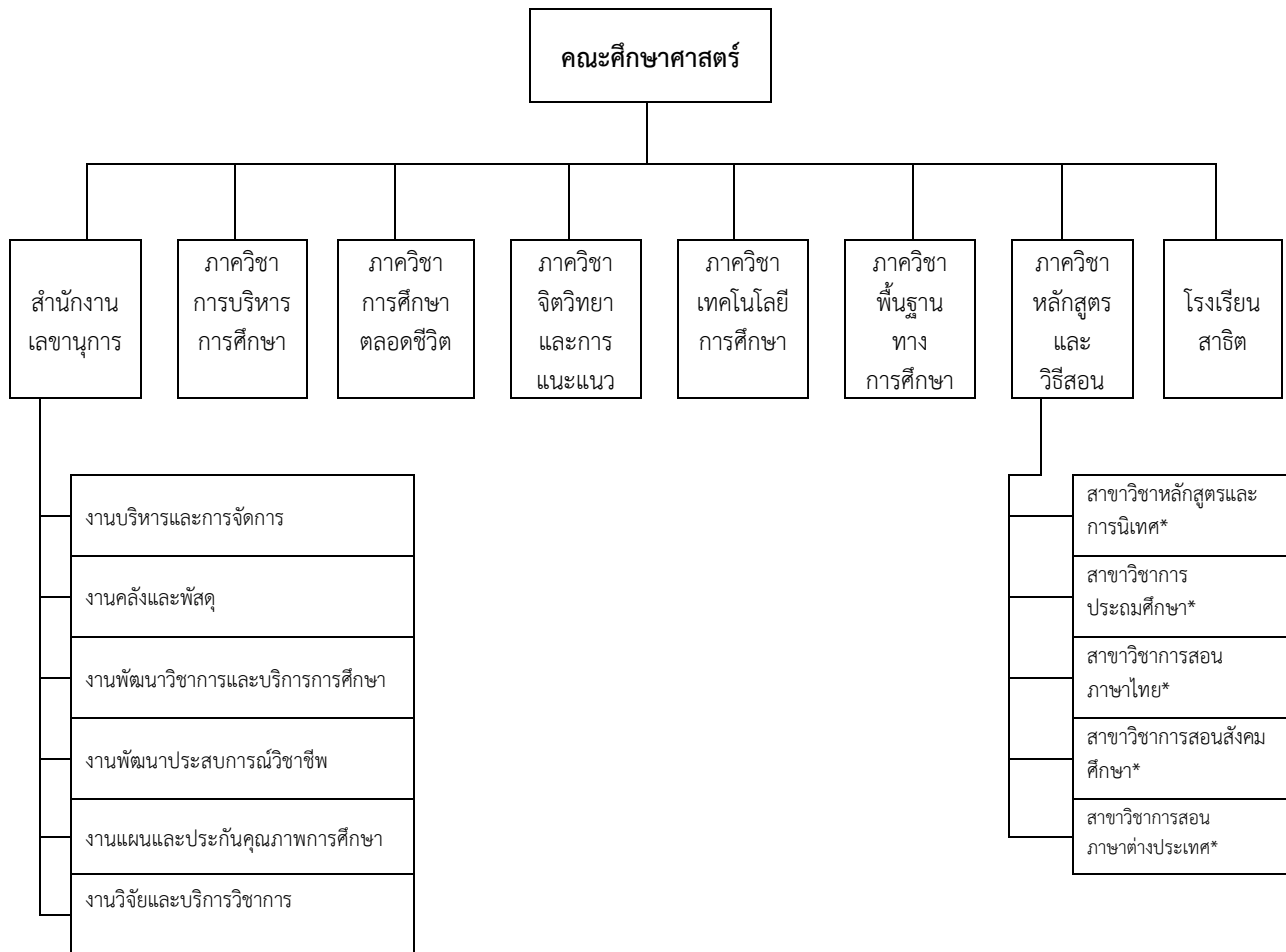 คณะศึกษาศาสตร์
สำนักงาน
เลขานุการ
ภาควิชา
การบริหาร
การศึกษา
ภาควิชา
การศึกษา
ตลอดชีวิต
ภาควิชา
จิตวิทยา
และการ
แนะแนว
ภาควิชา
เทคโนโลยี
การศึกษา
ภาควิชา
พื้นฐาน
ทาง
การศึกษา
ภาควิชา
หลักสูตร
และ
วิธีสอน
โรงเรียน
สาธิต
งานบริหารและการจัดการ
งานคลังและพัสดุ
งานพัฒนาวิชาการและบริการการศึกษา
งานพัฒนาประสบการณ์วิชาชีพ
งานแผนและประกันคุณภาพการศึกษา
งานวิจัยและบริการวิชาการ
สาขาวิชาหลักสูตรและ
การนิเทศ*
สาขาวิชาการ
ประถมศึกษา*
สาขาวิชาการสอน
ภาษาไทย*
สาขาวิชาการสอนสังคม
ศึกษา*
สาขาวิชาการสอน
ภาษาต่างประเทศ*